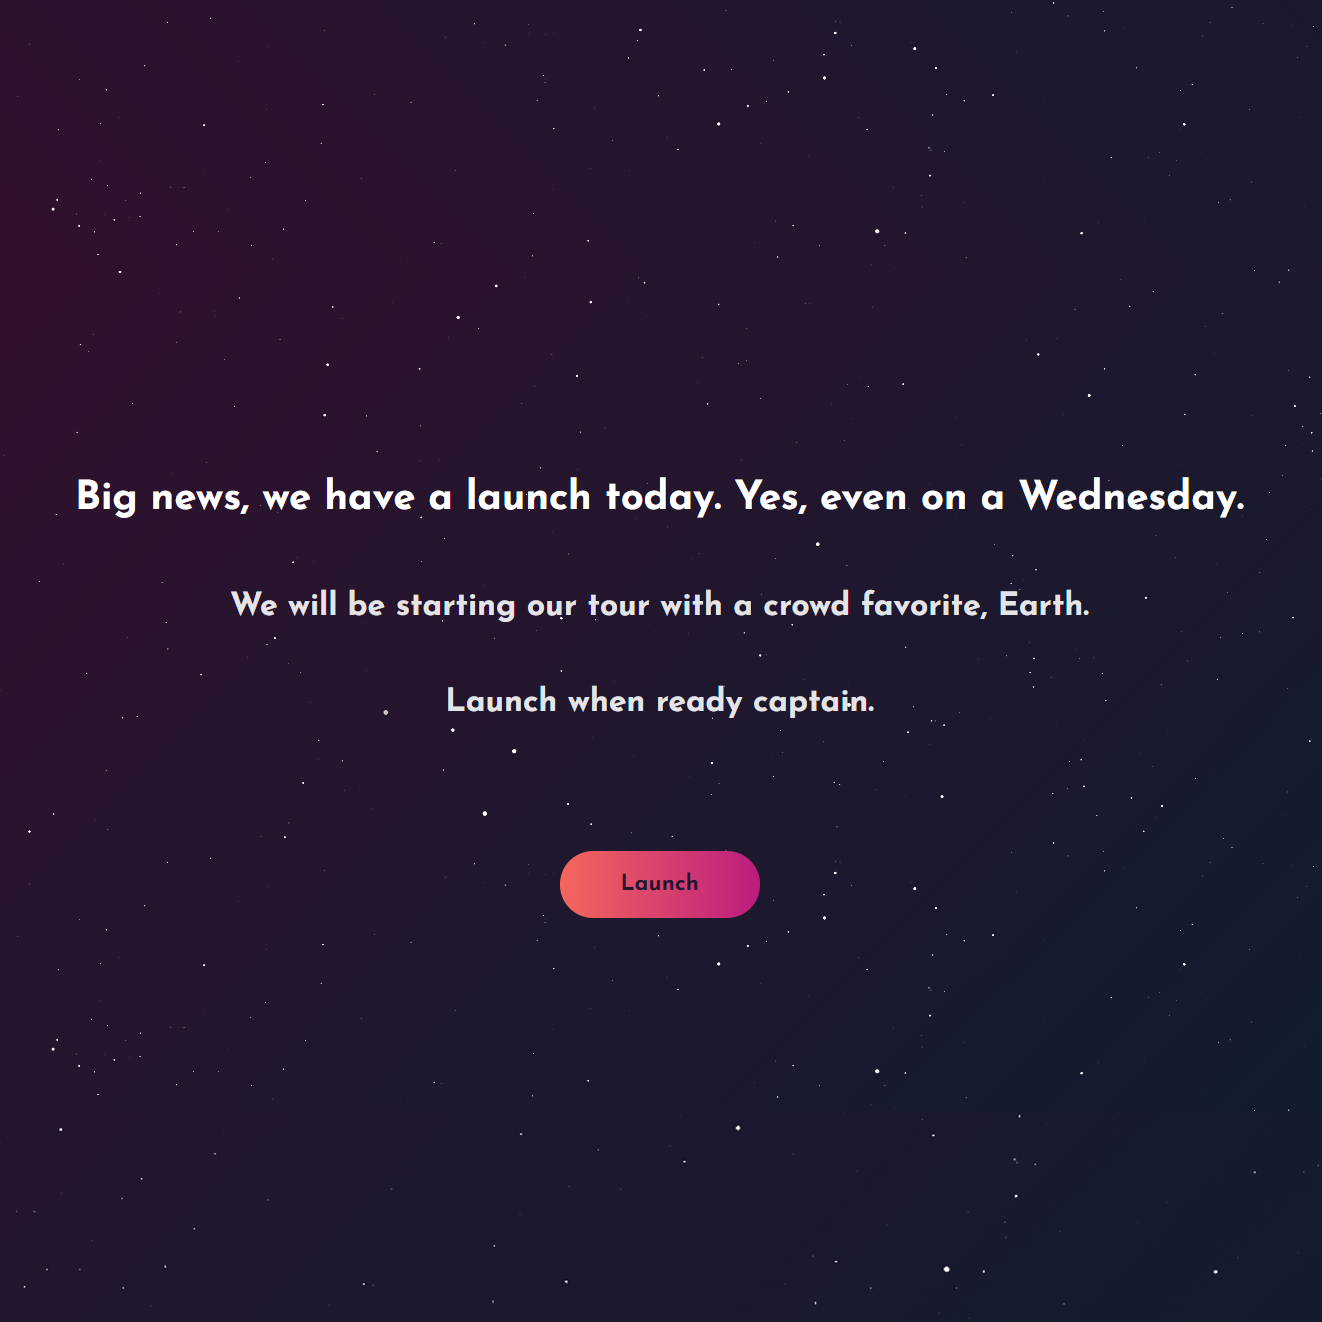 Big news, we have a launch today. Yes, even on a Wednesday.
We will be starting our tour with a crowd favorite, Earth.
Launch when ready captain.
Launch